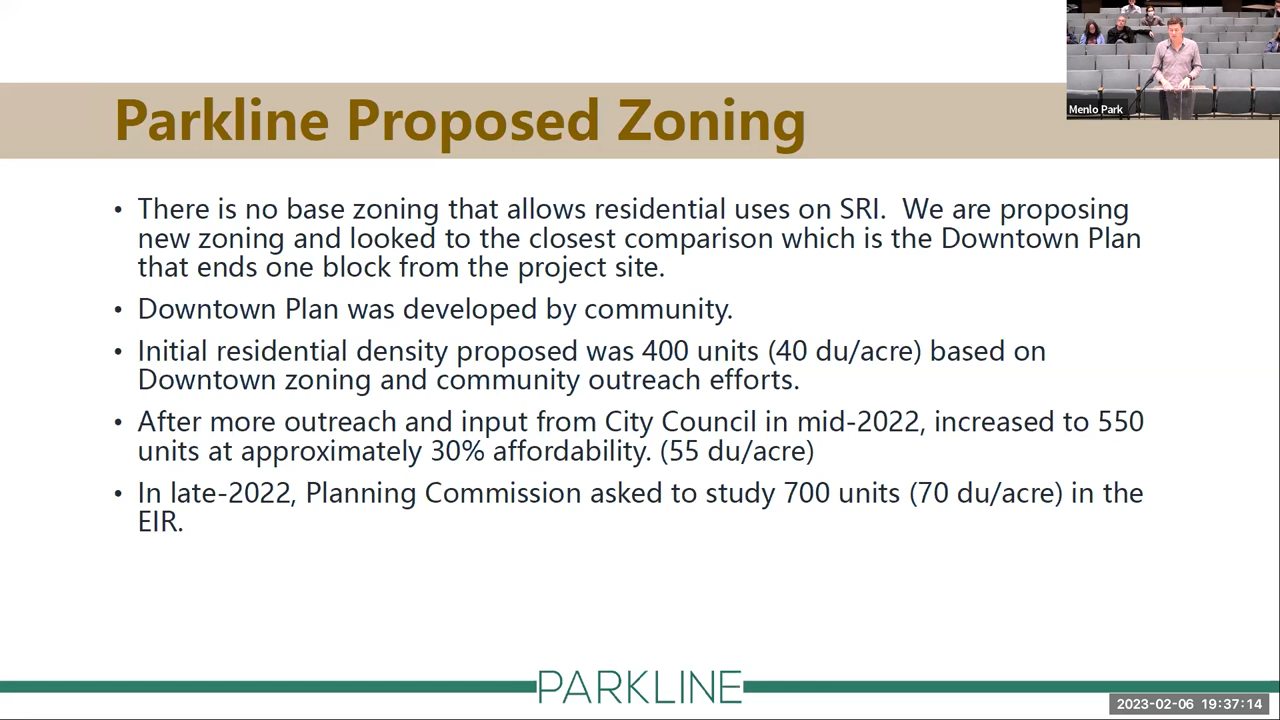 Menlo Park
Parkline Proposed Zoning
• There is no base zoning that allows residential uses on SRI.  We are proposing
new zoning and looked to the closest comparison which is the Downtown Plan
that ends one block from the project site.
• Downtown Plan was developed by community.
• Initial residential density proposed was 400 units (40 du/acre) based on
Downtown zoning and community outreach efforts.
• After more outreach and input from City Council in mid-2022, increased to 550
units at approximately 30% affordability. (55 du/acre)
• In late-2022, Planning Commission asked to study 700 units (70 du/acre) in the
EIR.
PARKLINE
2023-02-06 19:37:14